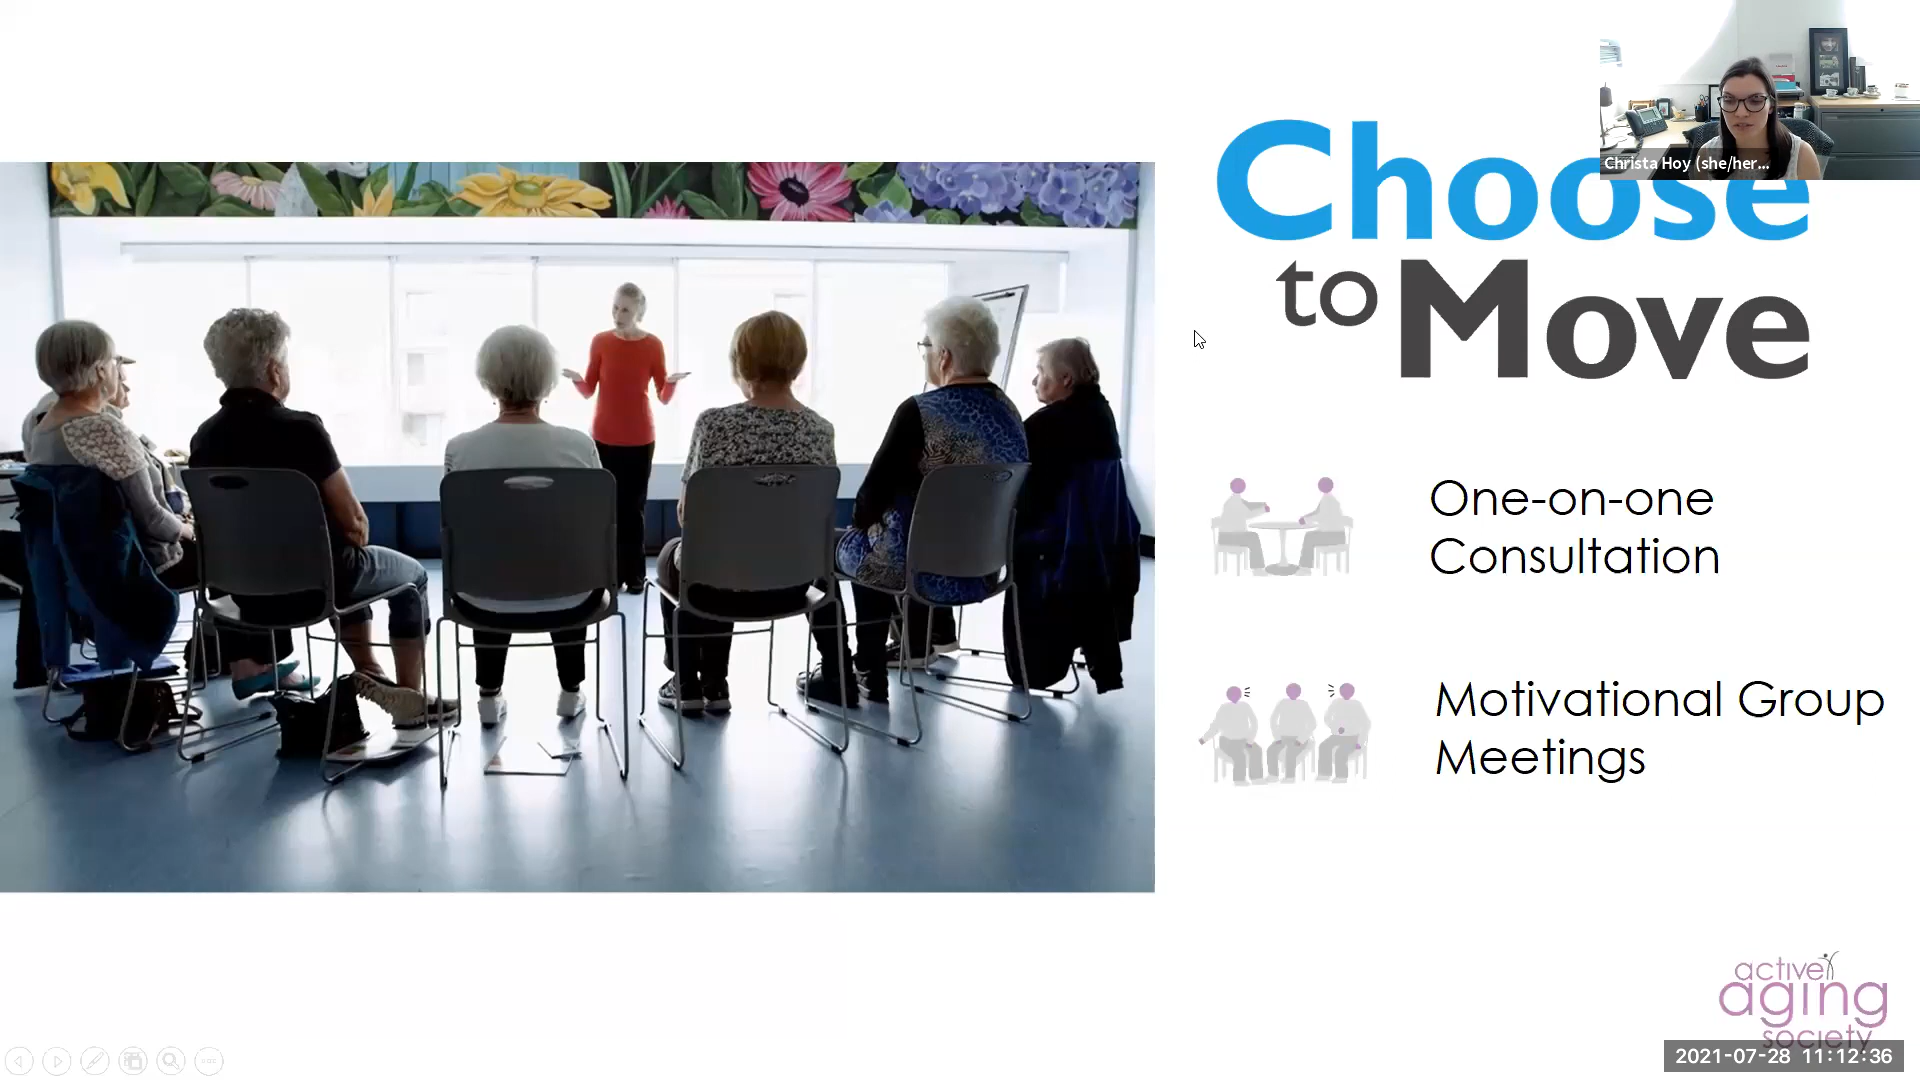 Christa Hoy (she/her...
Choose
to Move
One-on-one
Consultation
Motivational Group
Meetings
active
aging
society
2021-07-28 11:12:36